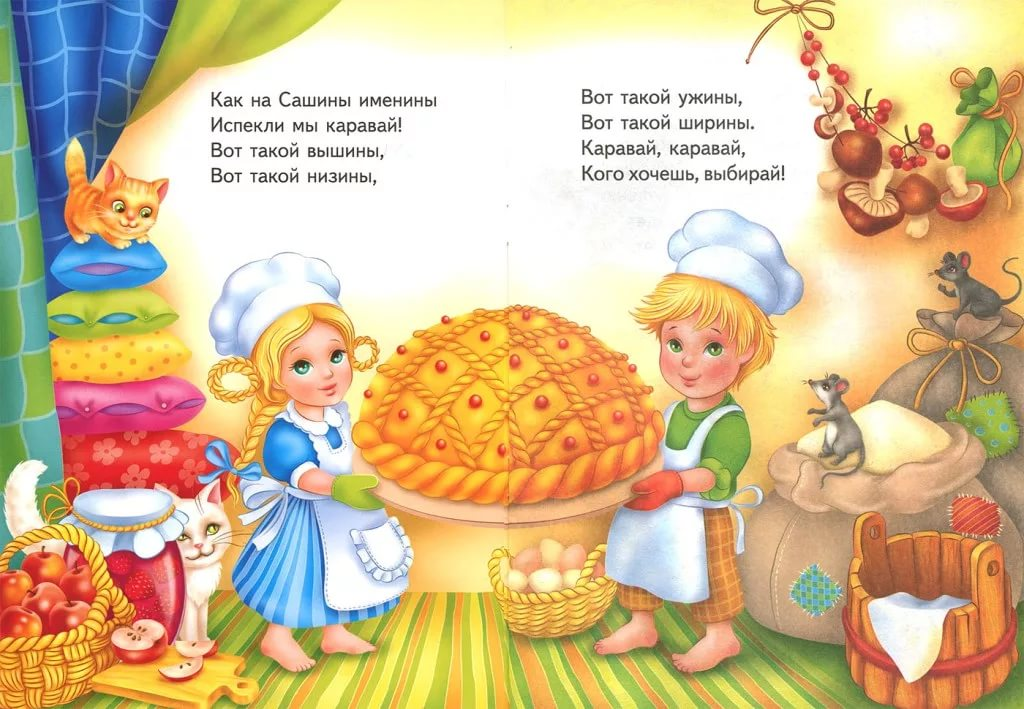 Как на Сашины именины
Испекли мы каравай!
Вот такой вышины,
Вот такой низины,
Вот такой ужины,
Вот такой ширины.
Каравай, каравай,
Кого хочешь, выбирай!